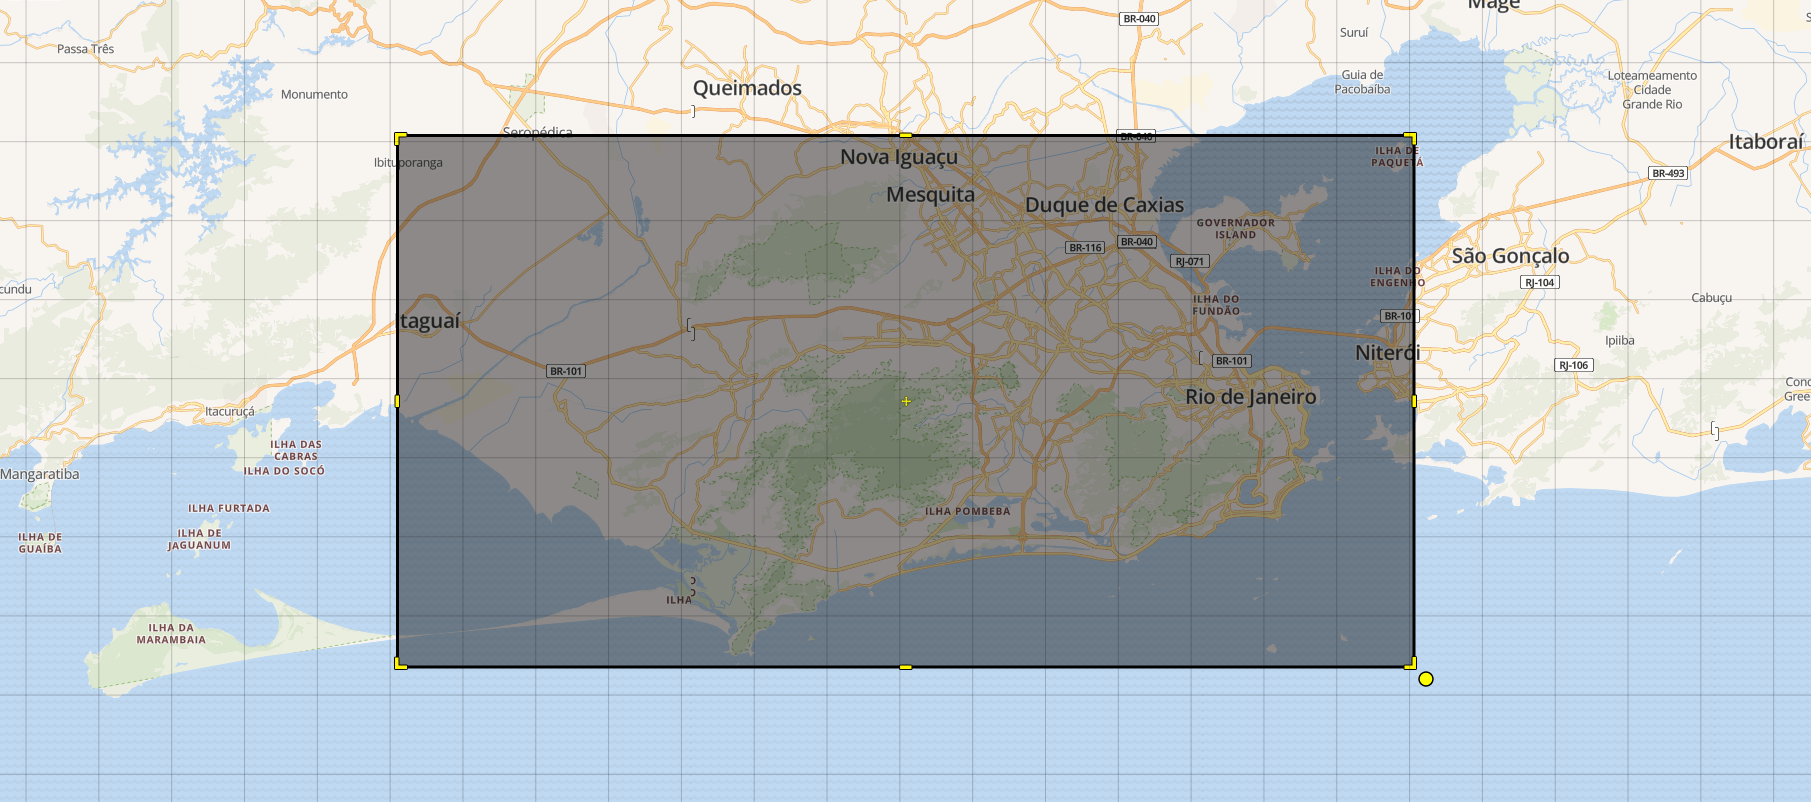 Magé
BR-040
Suruí
Passa Três
Guia de
Pacobaíba
Loteameamento
Cidade
Grande Rio
Queimados
Monumento
Seropédica
BR-040
Itaboraí
Ibituporanga
Nova Iguaçu
ILHA DE
PAQUETÁ
BR-493
Mesquita
Duque de Caxias
GOVERNADOR
ISLAND
BR-116
BR-040
RJ-071
São Gonçalo
ILHA DO
ENGENHO
RJ-104
cundu
Cabuçu
ILHA DO
FUNDÃO
taguaí
BR-101
Ipiiba
Niterói
BR-101
RJ-106
BR-101
Conc
Gree
Rio de Janeiro
Itacuruçá
ILHA DAS
CABRAS
ILHA DO SOCÓ
Mangaratiba
ILHA FURTADA
ILHA POMBEBA
ILHA DE
GUAÍBA
ILHA DE
JAGUANUM
ILHA
ILHA DA
MARAMBAIA